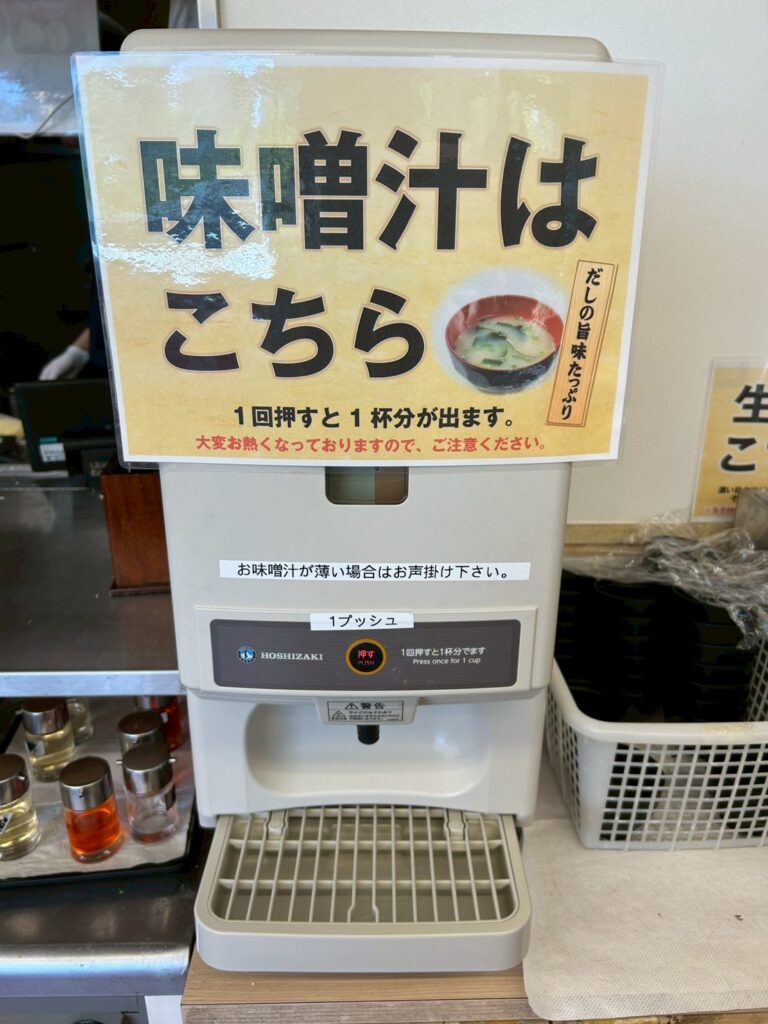 味噌汁は
こちら
だしの旨味たっぷり
1回押すと1杯分が出ます。
大変お熱くなっておりますので、ご注意ください。
お味噌汁が薄い場合はお声掛け下さい。
1プッシュ
HOSHIZAKI
押す
PUSH
1回押すと1杯分でます
Press once for 1 cup
警告
生
こ